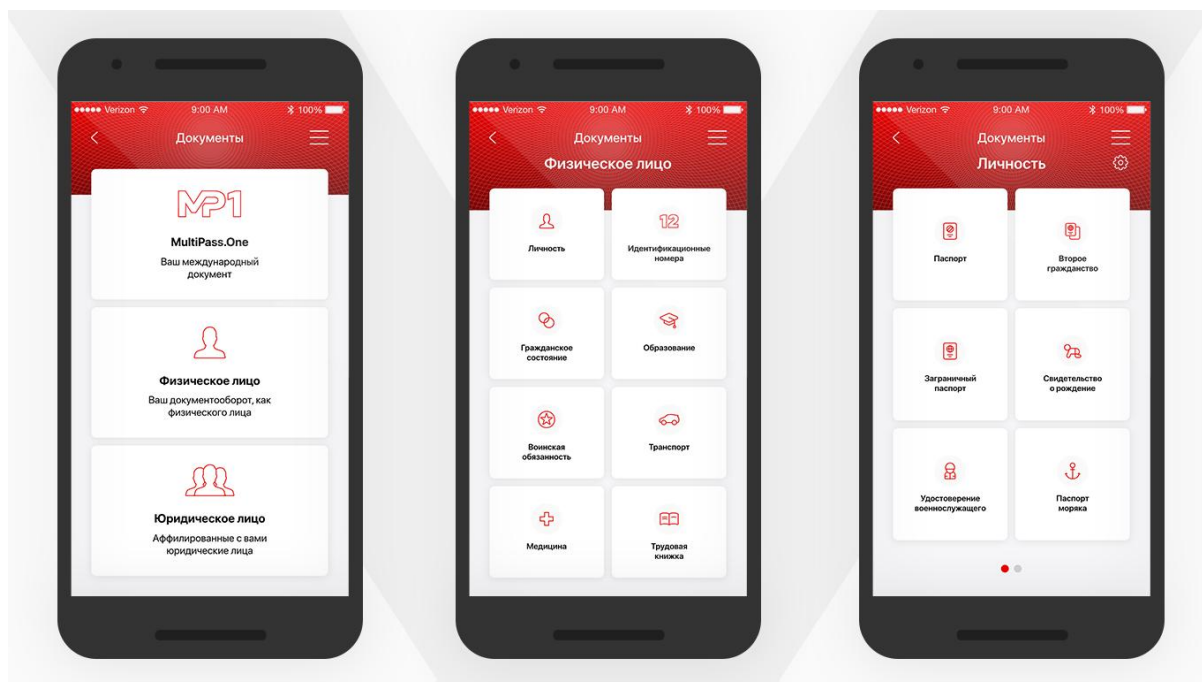 Verizon 9:00 AM 100%
Документы
MP1
MultiPass.One
Ваш международный
документ
Физическое лицо
Ваш документооборот, как
физического лица
Юридическое лицо
Аффилированные с вами
юридические лица
Verizon 9:00 AM 100%
Документы
Физическое лицо
Личность
12
Идентификационные
номера
Гражданское
состояние
Образование
Воинская
обязанность
Транспорт
Медицина
Трудовая
книжка
Verizon 9:00 AM 100%
Документы
Личность
Паспорт
Второе
гражданство
Заграничный
паспорт
Свидетельство
о рождение
Удостоверение
военнослужащего
Паспорт
моряка